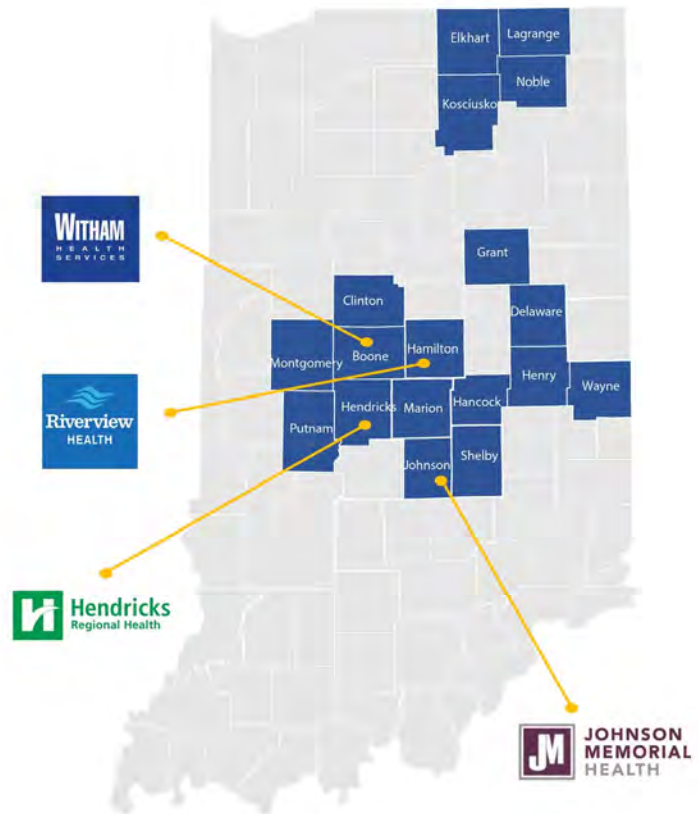 Elkhart
Lagrange
Noble
Kosciusko
WITHAM
HEALTH
SERVICES
Grant
Clinton
Delaware
Hamilton
Boone
Montgomery
Henry
Wayne
Riverview
HEALTH
Hendricks
Marion
Hancock
Putnam
Johnson
Shelby
Hendricks
Regional Health
JM
JOHNSON
MEMORIAL
HEALTH